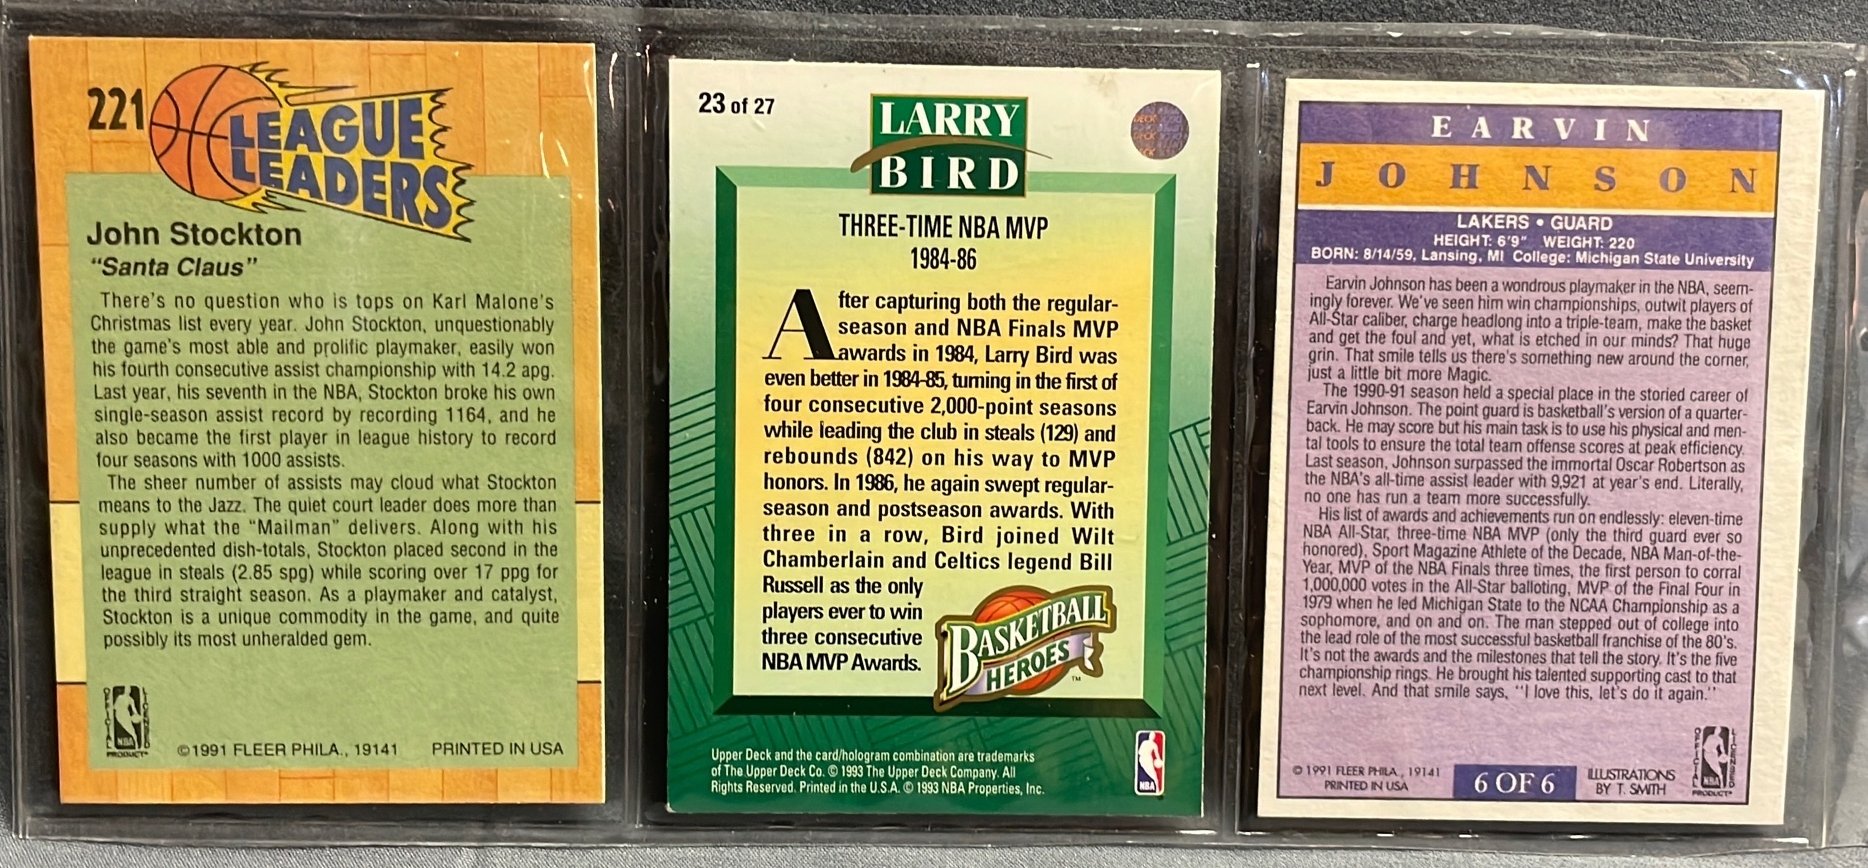 221
LEAGUE
LEADERS
John Stockton
"Santa Claus"
There's no question who is tops on Karl Malone's
Christmas list every year. John Stockton, unquestionably
the game's most able and prolific playmaker, easily won
his fourth consecutive assist championship with 14.2 apg.
Last year, his seventh in the NBA, Stockton broke his own
single-season assist record by recording 1164, and he
also became the first player in league history to record
four seasons with 1000 assists.
The sheer number of assists may cloud what Stockton
means to the Jazz. The quiet court leader does more than
supply what the "Mailman" delivers. Along with his
unprecedented dish-totals, Stockton placed second in the
league in steals (2.85 spg) while scoring over 17 ppg for
the third straight season. As a playmaker and catalyst,
Stockton is a unique commodity in the game, and quite
possibly its most unheralded gem.
OFFICIAL LICENSED
NBA
PRODUCT
©1991 FLEER PHILA., 19141 PRINTED IN USA
23 of 27
LARRY
BIRD
THREE-TIME NBA MVP
1984-86
After capturing both the regular-
season and NBA Finals MVP
awards in 1984, Larry Bird was
even better in 1984-85, turning in the first of
four consecutive 2,000-point seasons
while leading the club in steals (129) and
rebounds (842) on his way to MVP
honors. In 1986, he again swept regular-
season and postseason awards. With
three in a row, Bird joined Wilt
Chamberlain and Celtics legend Bill
Russell as the only
players ever to win
three consecutive
NBA MVP Awards.
BASKETBALL
HEROES
TM
Upper Deck and the card/hologram combination are trademarks
of The Upper Deck Co. © 1993 The Upper Deck Company. All
Rights Reserved. Printed in the U.S.A. © 1993 NBA Properties, Inc.
NBA
EARVIN
JOHNSON
LAKERS • GUARD
HEIGHT: 6'9" WEIGHT: 220
BORN: 8/14/59, Lansing, MI College: Michigan State University
Earvin Johnson has been a wondrous playmaker in the NBA, seem-
ingly forever. We've seen him win championships, outwit players of
All-Star caliber, charge headlong into a triple-team, make the basket
and get the foul and yet, what is etched in our minds? That huge
grin. That smile tells us there's something new around the corner,
just a little bit more Magic.
The 1990-91 season held a special place in the storied career of
Earvin Johnson. The point guard is basketball's version of a quarter-
back. He may score but his main task is to use his physical and men-
tal tools to ensure the total team offense scores at peak efficiency.
Last season, Johnson surpassed the immortal Oscar Robertson as
the NBA's all-time assist leader with 9,921 at year's end. Literally,
no one has run a team more successfully.
His list of awards and achievements run on endlessly: eleven-time
NBA All-Star, three-time NBA MVP (only the third guard ever so
honored), Sport Magazine Athlete of the Decade, NBA Man-of-the-
Year, MVP of the NBA Finals three times, the first person to corral
1,000,000 votes in the All-Star balloting, MVP of the Final Four in
1979 when he led Michigan State to the NCAA Championship as a
sophomore, and on and on. The man stepped out of college into
the lead role of the most successful basketball franchise of the 80's.
It's not the awards and the milestones that tell the story. It's the five
championship rings. He brought his talented supporting cast to that
next level. And that smile says, "I love this, let's do it again."
© 1991 FLEER PHILA., 19141
PRINTED IN USA
6 OF 6
ILLUSTRATIONS
BY T. SMITH
OFFICIAL LICENSED
NBA
PRODUCT